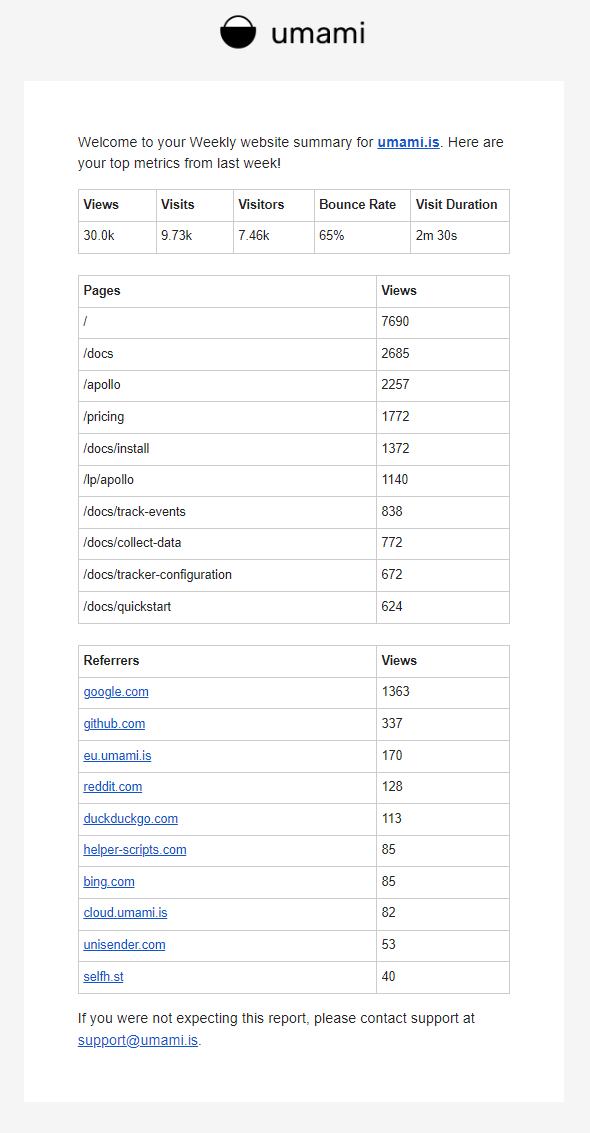 umami
Welcome to your Weekly website summary for umami.is. Here are
your top metrics from last week!
Views Visits Visitors Bounce Rate Visit Duration
30.0k 9.73k 7.46k 65% 2m 30s
Pages Views
/ 7690
/docs 2685
/apollo 2257
/pricing 1772
/docs/install 1372
/lp/apollo 1140
/docs/track-events 838
/docs/collect-data 772
/docs/tracker-configuration 672
/docs/quickstart 624
Referrers Views
google.com 1363
github.com 337
eu.umami.is 170
reddit.com 128
duckduckgo.com 113
helper-scripts.com 85
bing.com 85
cloud.umami.is 82
unisender.com 53
selfh.st 40
If you were not expecting this report, please contact support at
support@umami.is.